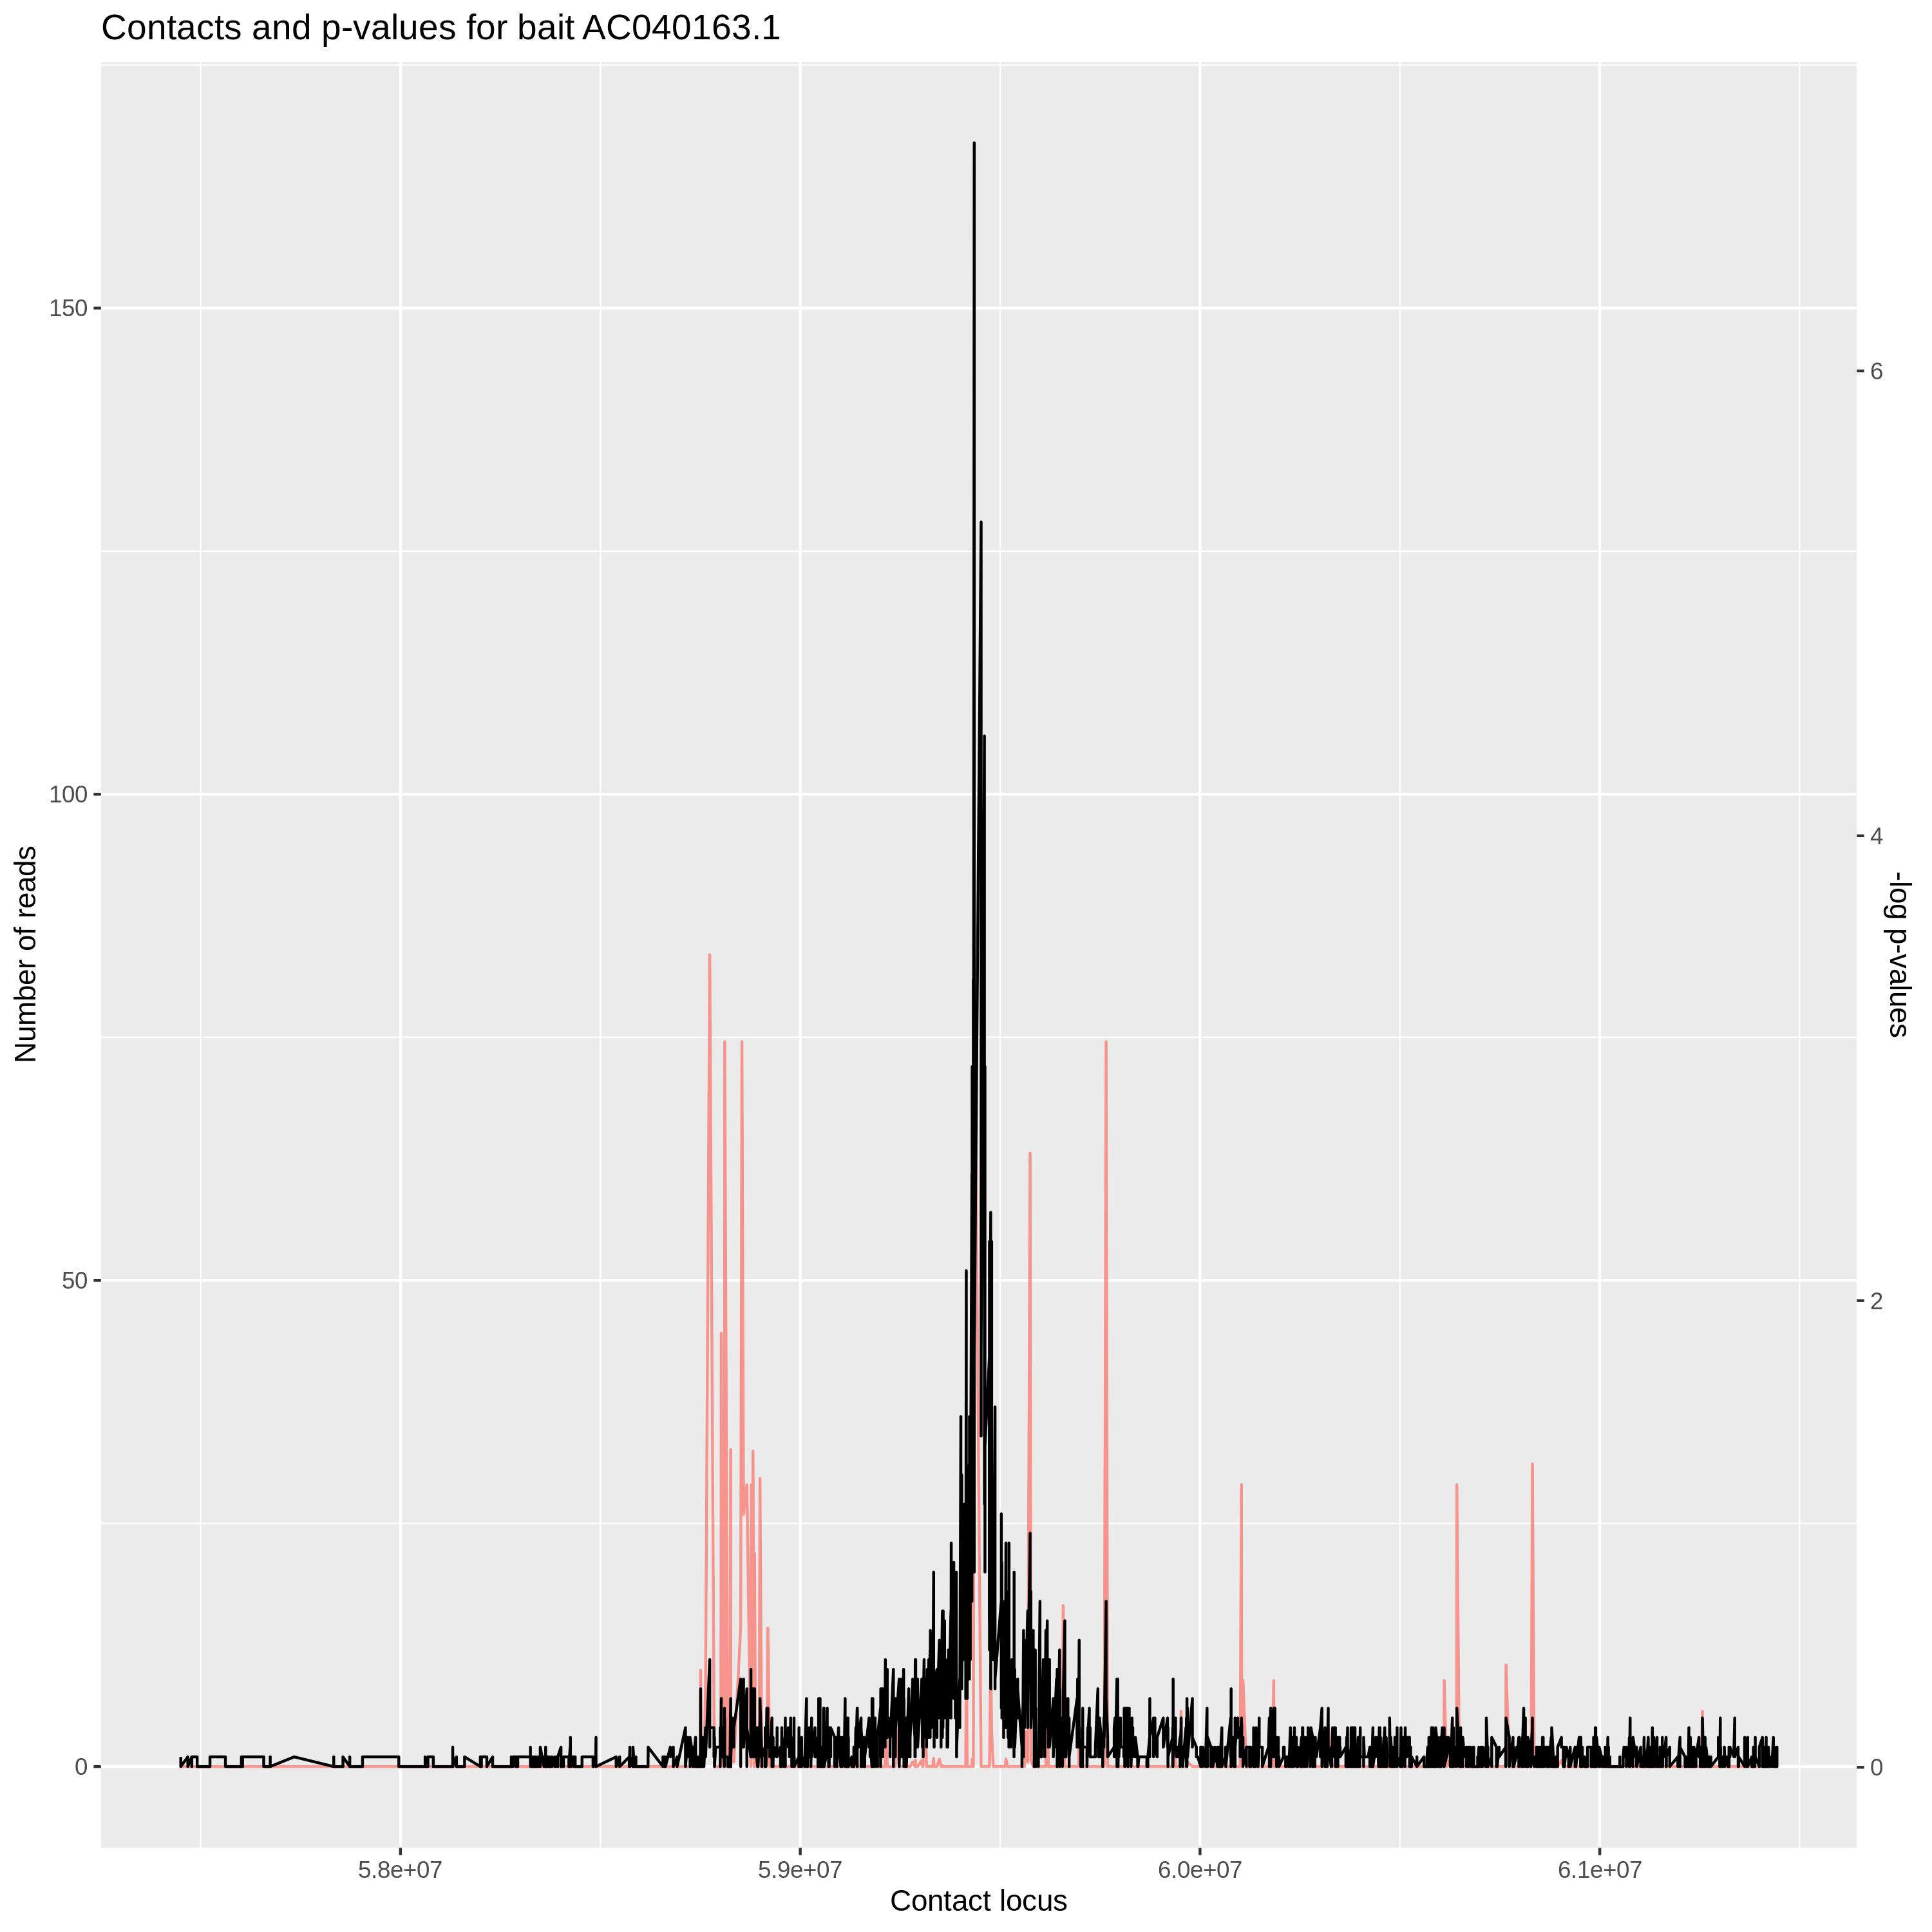 Contacts and p-values for bait AC040163.1
150
100
50
0
6
4
2
0
Number of reads
-log p-values
5.8e+07
5.9e+07
6.0e+07
6.1e+07
Contact locus